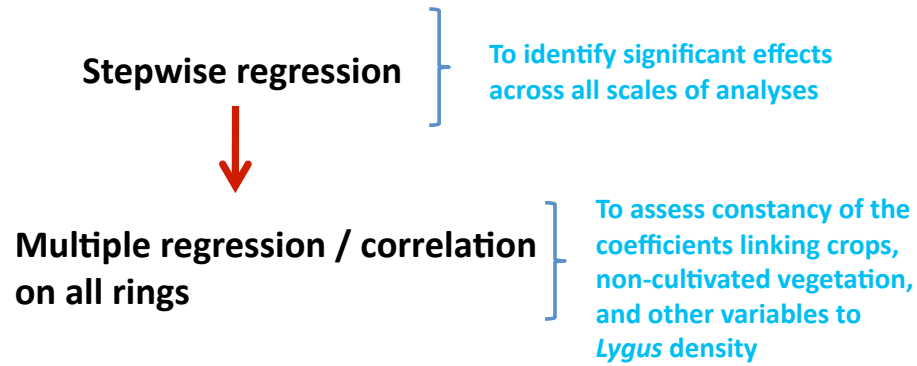 Stepwise regression
To identify significant effects
across all scales of analyses
Multiple regression / correlation
on all rings
To assess constancy of the
coefficients linking crops,
non-cultivated vegetation,
and other variables to
Lygus density